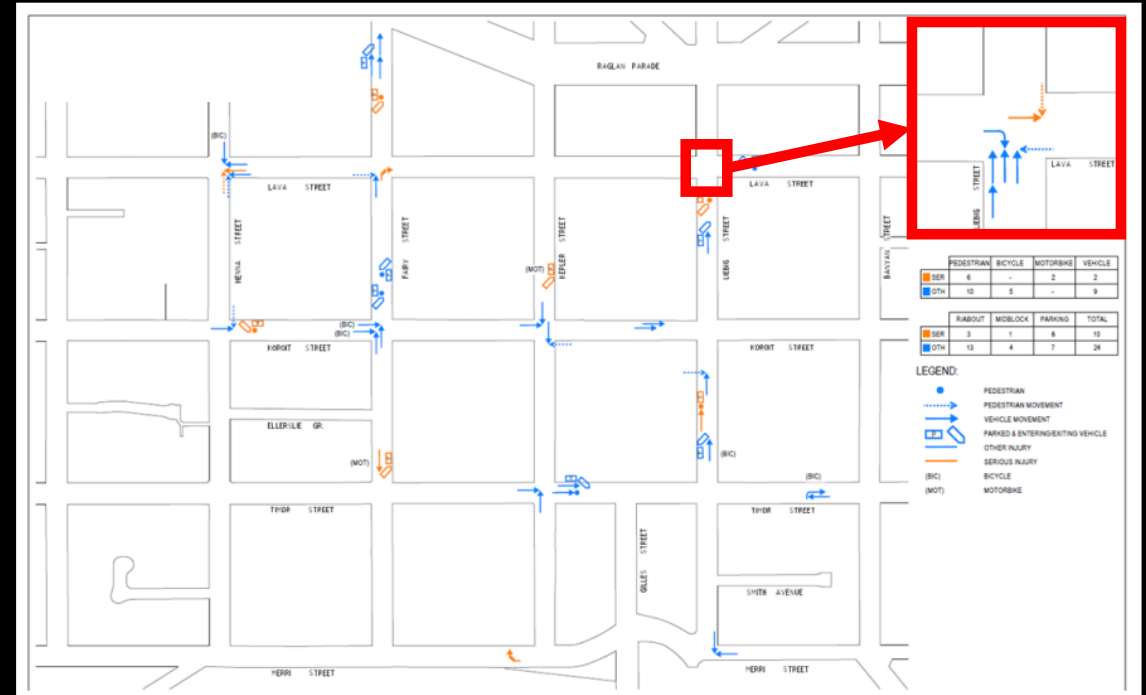 RAGLAN PARADE
(BIC)
LAVA STREET
LAVA STREET
LAVA STREET
LIEBIG STREET
HENNA STREET
FAIRY STREET
KEPLER STREET
LIEBIG STREET
BANYAN STREET
(MOT)
(BIC)
(BIC)
KOROIT STREET
KOROIT STREET
ELLERSLIE GR.
(MOT)
(BIC)
(BIC)
TIMOR STREET
TIMOR STREET
GILLES STREET
SMITH AVENUE
MERRI STREET
MERRI STREET
PEDESTRIAN BICYCLE MOTORBIKE VEHICLE
SER 6 - 2 2
OTH 10 5 - 9
R/ABOUT MIDBLOCK PARKING TOTAL
SER 3 1 6 10
OTH 13 4 7 24
LEGEND:
PEDESTRIAN
PEDESTRIAN MOVEMENT
VEHICLE MOVEMENT
P PARKED & ENTERING/EXITING VEHICLE
OTHER INJURY
SERIOUS INJURY
(BIC) BICYCLE
(MOT) MOTORBIKE